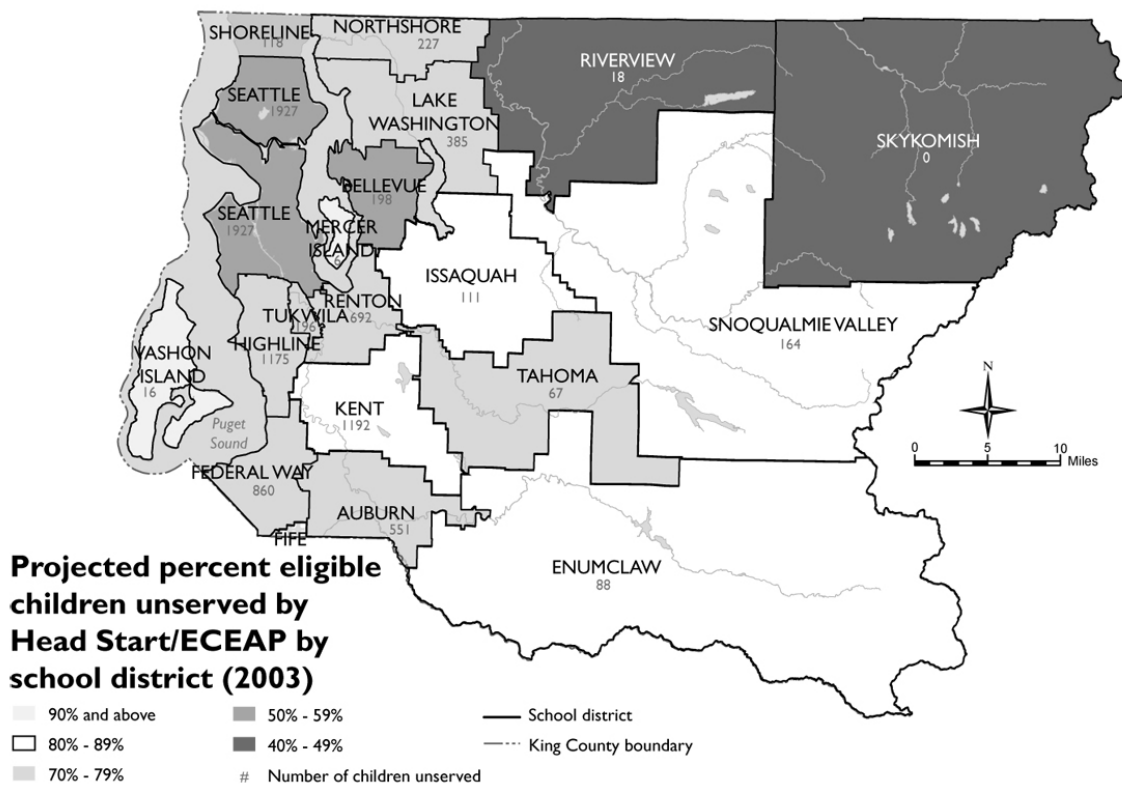 SHORELINE
118
NORTHSHORE
227
RIVERVIEW
18
SEATTLE
1927
LAKE
WASHINGTON
385
SKYKOMISH
0
BELLEVUE
198
SEATTLE
1927
MERCER
ISLAND
6
ISSAQUAH
111
RENTON
692
TUKWILA
196
SNOQUALMIE VALLEY
164
HIGHLINE
1175
VASHON
ISLAND
16
TAHOMA
67
KENT
1192
N
Puget
Sound
0 5 10
Miles
FEDERAL WAY
860
AUBURN
551
FIFE
ENUMCLAW
88
Projected percent eligible
children unserved by
Head Start/ECEAP by
school district (2003)
90% and above
80% - 89%
70% - 79%
50% - 59%
40% - 49%
# Number of children unserved
School district
King County boundary